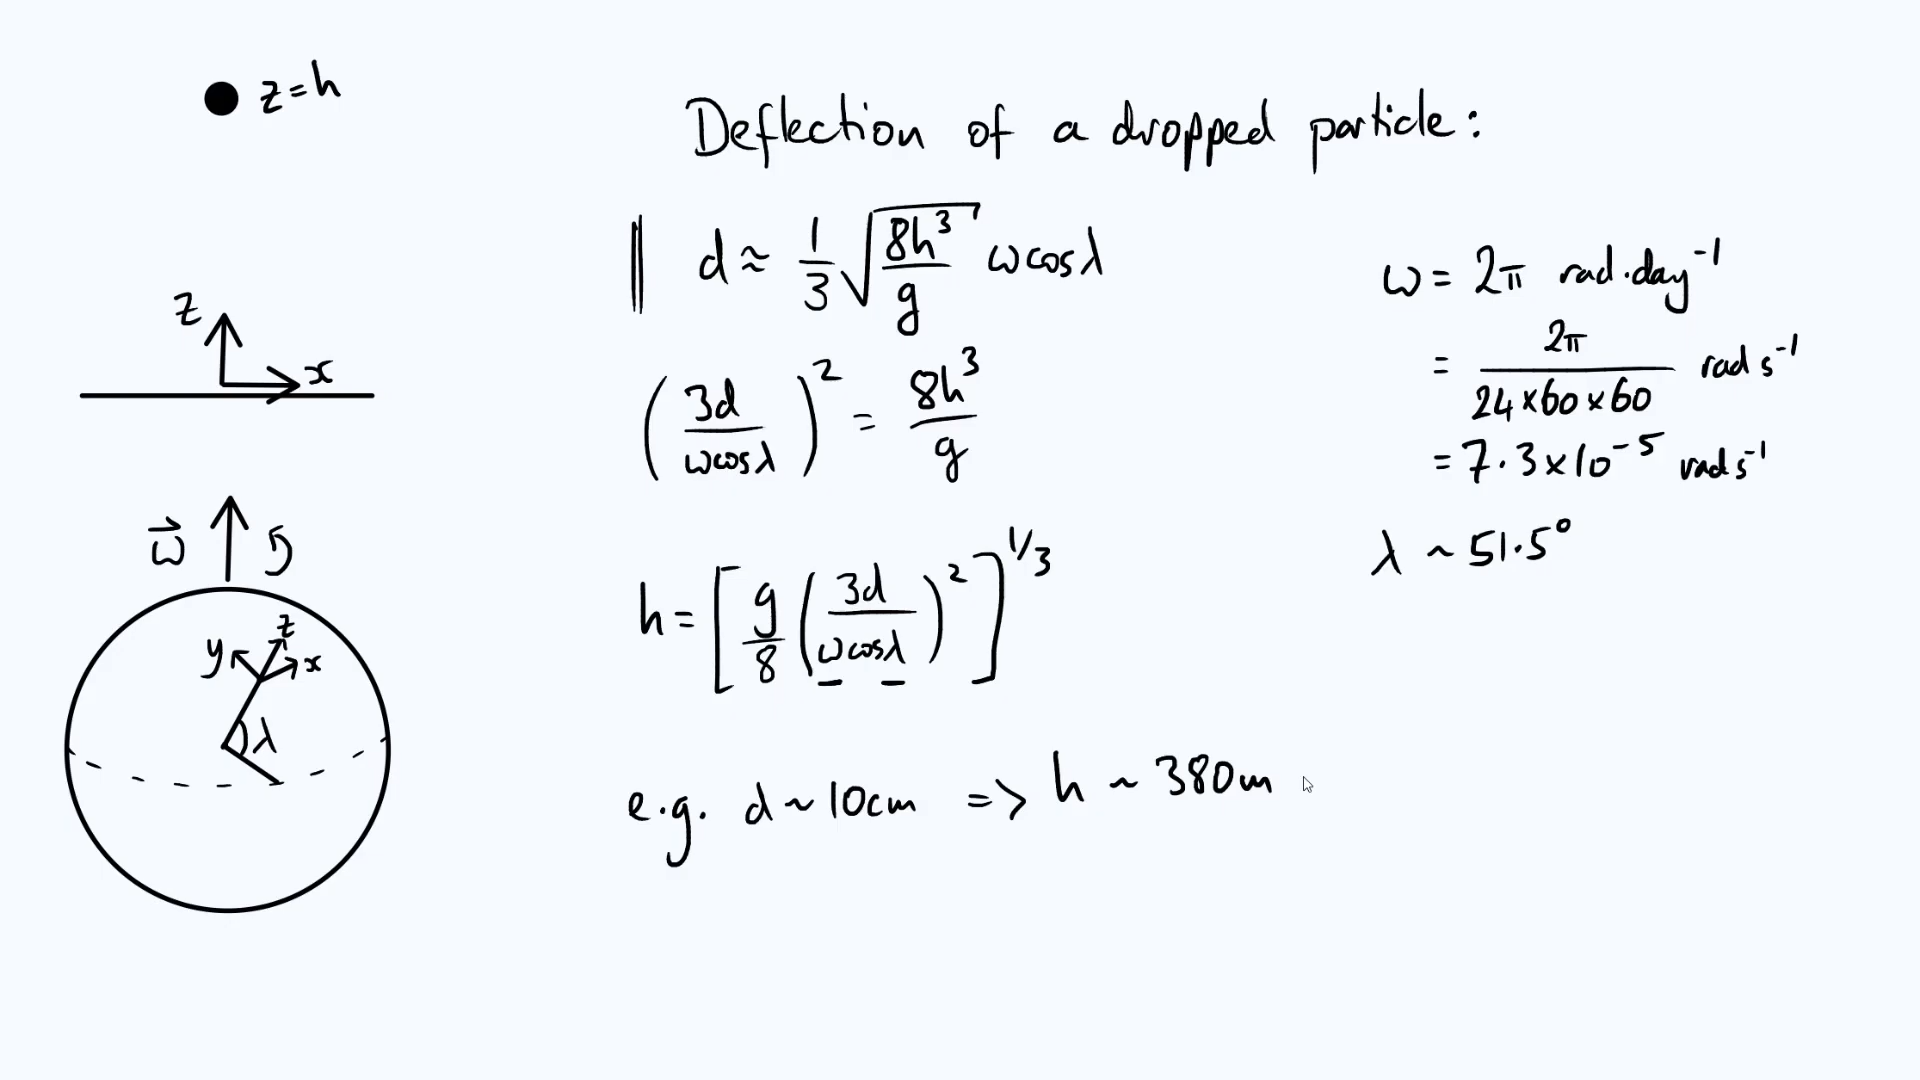 z=h
Deflection of a dropped particle:
d ≈ 1/3 √(8h³/g) ω cos λ
(3d/(ω cos λ))² = 8h³/g
h = [g/8 (3d/(ω cos λ))²]^(1/3)
e.g. d ~ 10cm => h ~ 380m
ω = 2π rad.day⁻¹
= 2π/(24×60×60) rad s⁻¹
= 7.3×10⁻⁵ rad s⁻¹
λ ~ 51.5°
z
x
ω⃗
z
y
x
λ